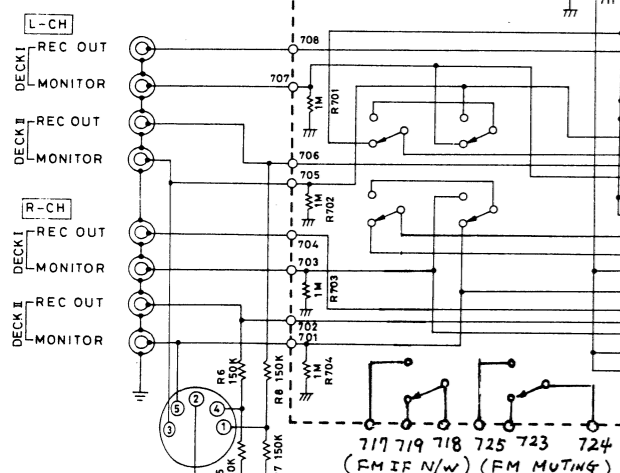 L-CH
DECK I
REC OUT
708
MONITOR
707
1M
R701
DECK II
REC OUT
706
MONITOR
705
1M
R702
R-CH
DECK I
REC OUT
704
MONITOR
703
1M
R703
DECK II
REC OUT
702
MONITOR
701
1M
R704
R6
150K
R8 150K
5
2
4
3
1
7 150K
717 719 718 725 723 724
(FM IF N/W) (FM MUTING)